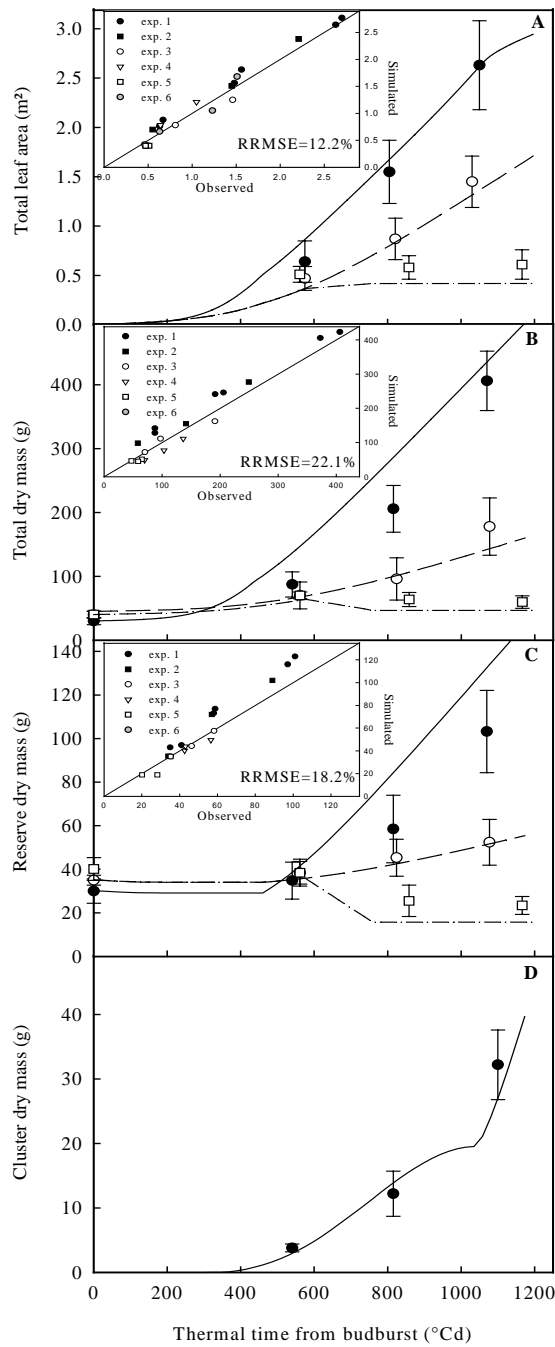 A
3.0
2.5
2.0
1.5
1.0
0.5
0.0
Total leaf area (m²)
exp. 1
exp. 2
exp. 3
exp. 4
exp. 5
exp. 6
RRMSE=12.2%
0.0 0.5 1.0 1.5 2.0 2.5
Observed
2.5
2.0
1.5
1.0
0.5
0.0
Simulated
B
400
300
200
100
0
Total dry mass (g)
exp. 1
exp. 2
exp. 3
exp. 4
exp. 5
exp. 6
RRMSE=22.1%
0 100 200 300 400
Observed
400
300
200
100
0
Simulated
C
140
120
100
80
60
40
20
0
Reserve dry mass (g)
exp. 1
exp. 2
exp. 3
exp. 4
exp. 5
exp. 6
RRMSE=18.2%
0 20 40 60 80 100
Observed
120
100
80
60
40
20
0
Simulated
D
40
30
20
10
0
Cluster dry mass (g)
0 200 400 600 800 1000 1200
Thermal time from budburst (°Cd)